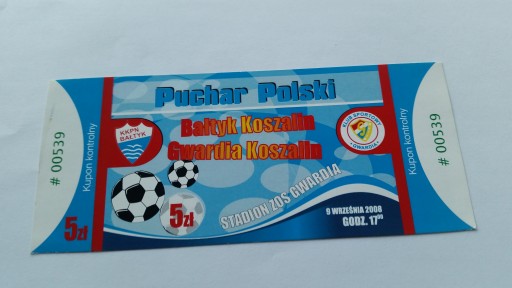 # 00539
Kupon kontrolny
5zł
Puchar Polski
KKPN
BAŁTYK
Bałtyk Koszalin
Gwardia Koszalin
KLUB SPORTOWY
GWARDIA
5zł
STADION ZOS GWARDIA
9 WRZEŚNIA 2008
GODZ. 17⁰⁰
Kupon kontrolny
# 00539